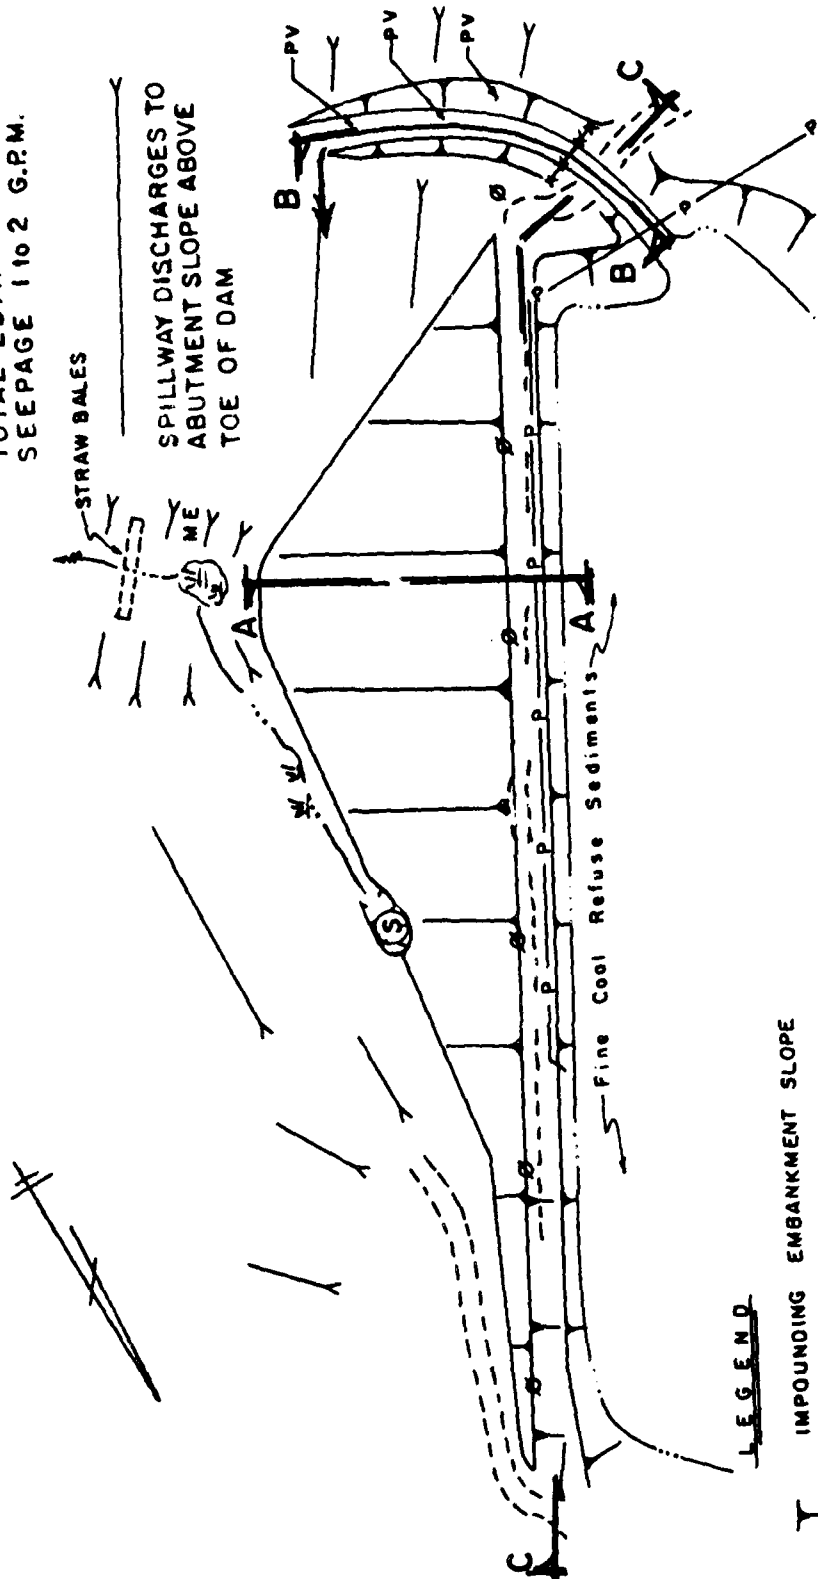 SEEPAGE 1 to 2 G.P.M.
STRAW BALES
SPILLWAY DISCHARGES TO
ABUTMENT SLOPE ABOVE
TOE OF DAM
PV
PV
PV
B
C
ME
A
B
P
P
P
P
P
P
P
P
A
S
Fine Coal Refuse Sediments
C
LEGEND
IMPOUNDING EMBANKMENT SLOPE